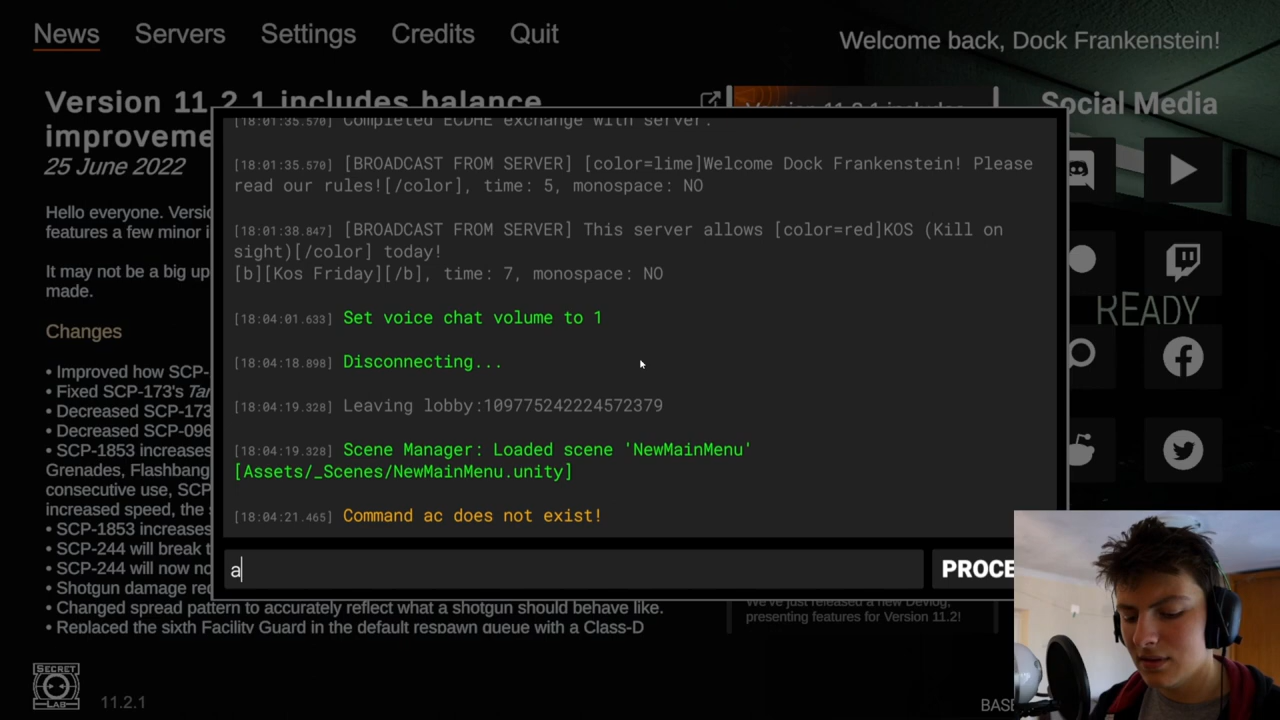 News Servers Settings Credits Quit
Welcome back, Dock Frankenstein!
Version 11.2.1 includes balance
improveme
25 June 2022
Hello everyone. Versi
features a few minor i
It may not be a big up
made.
Changes
• Improved how SCP-
• Fixed SCP-173's Tan
• Decreased SCP-173
• Decreased SCP-096
• SCP-1853 increases
Grenades, Flashbang
consecutive use, SCP
increased speed, the s
• SCP-1853 increases
• SCP-244 will break t
• SCP-244 will now no
• Shotgun damage red
• Changed spread pattern to accurately reflect what a shotgun should behave like.
• Replaced the sixth Facility Guard in the default respawn queue with a Class-D
[18:01:35.570] Completed ECDHE exchange with server.
[18:01:35.570] [BROADCAST FROM SERVER] [color=lime]Welcome Dock Frankenstein! Please
read our rules![/color], time: 5, monospace: NO
[18:01:38.847] [BROADCAST FROM SERVER] This server allows [color=red]KOS (Kill on
sight)[/color] today!
[b][Kos Friday][/b], time: 7, monospace: NO
[18:04:01.633] Set voice chat volume to 1
[18:04:18.898] Disconnecting...
[18:04:19.328] Leaving lobby:109775242224572379
[18:04:19.328] Scene Manager: Loaded scene 'NewMainMenu'
[Assets/_Scenes/NewMainMenu.unity]
[18:04:21.465] Command ac does not exist!
a
PROCE
Version 11.2.1 includes
We've just released a new Devlog,
presenting features for Version 11.2!
Social Media
READY
SECRET
LAB
11.2.1
BASE